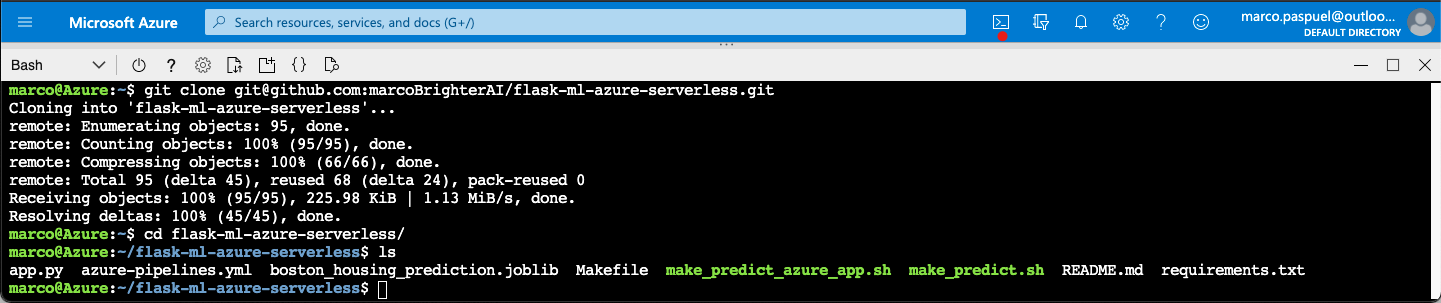 Microsoft Azure
Search resources, services, and docs (G+/)
marco.paspuel@outloo...
DEFAULT DIRECTORY
Bash
marco@Azure:~$ git clone git@github.com:marcoBrighterAI/flask-ml-azure-serverless.git
Cloning into 'flask-ml-azure-serverless'...
remote: Enumerating objects: 95, done.
remote: Counting objects: 100% (95/95), done.
remote: Compressing objects: 100% (66/66), done.
remote: Total 95 (delta 45), reused 68 (delta 24), pack-reused 0
Receiving objects: 100% (95/95), 225.98 KiB | 1.13 MiB/s, done.
Resolving deltas: 100% (45/45), done.
marco@Azure:~$ cd flask-ml-azure-serverless/
marco@Azure:~/flask-ml-azure-serverless$ ls
app.py azure-pipelines.yml boston_housing_prediction.joblib Makefile make_predict_azure_app.sh make_predict.sh README.md requirements.txt
marco@Azure:~/flask-ml-azure-serverless$